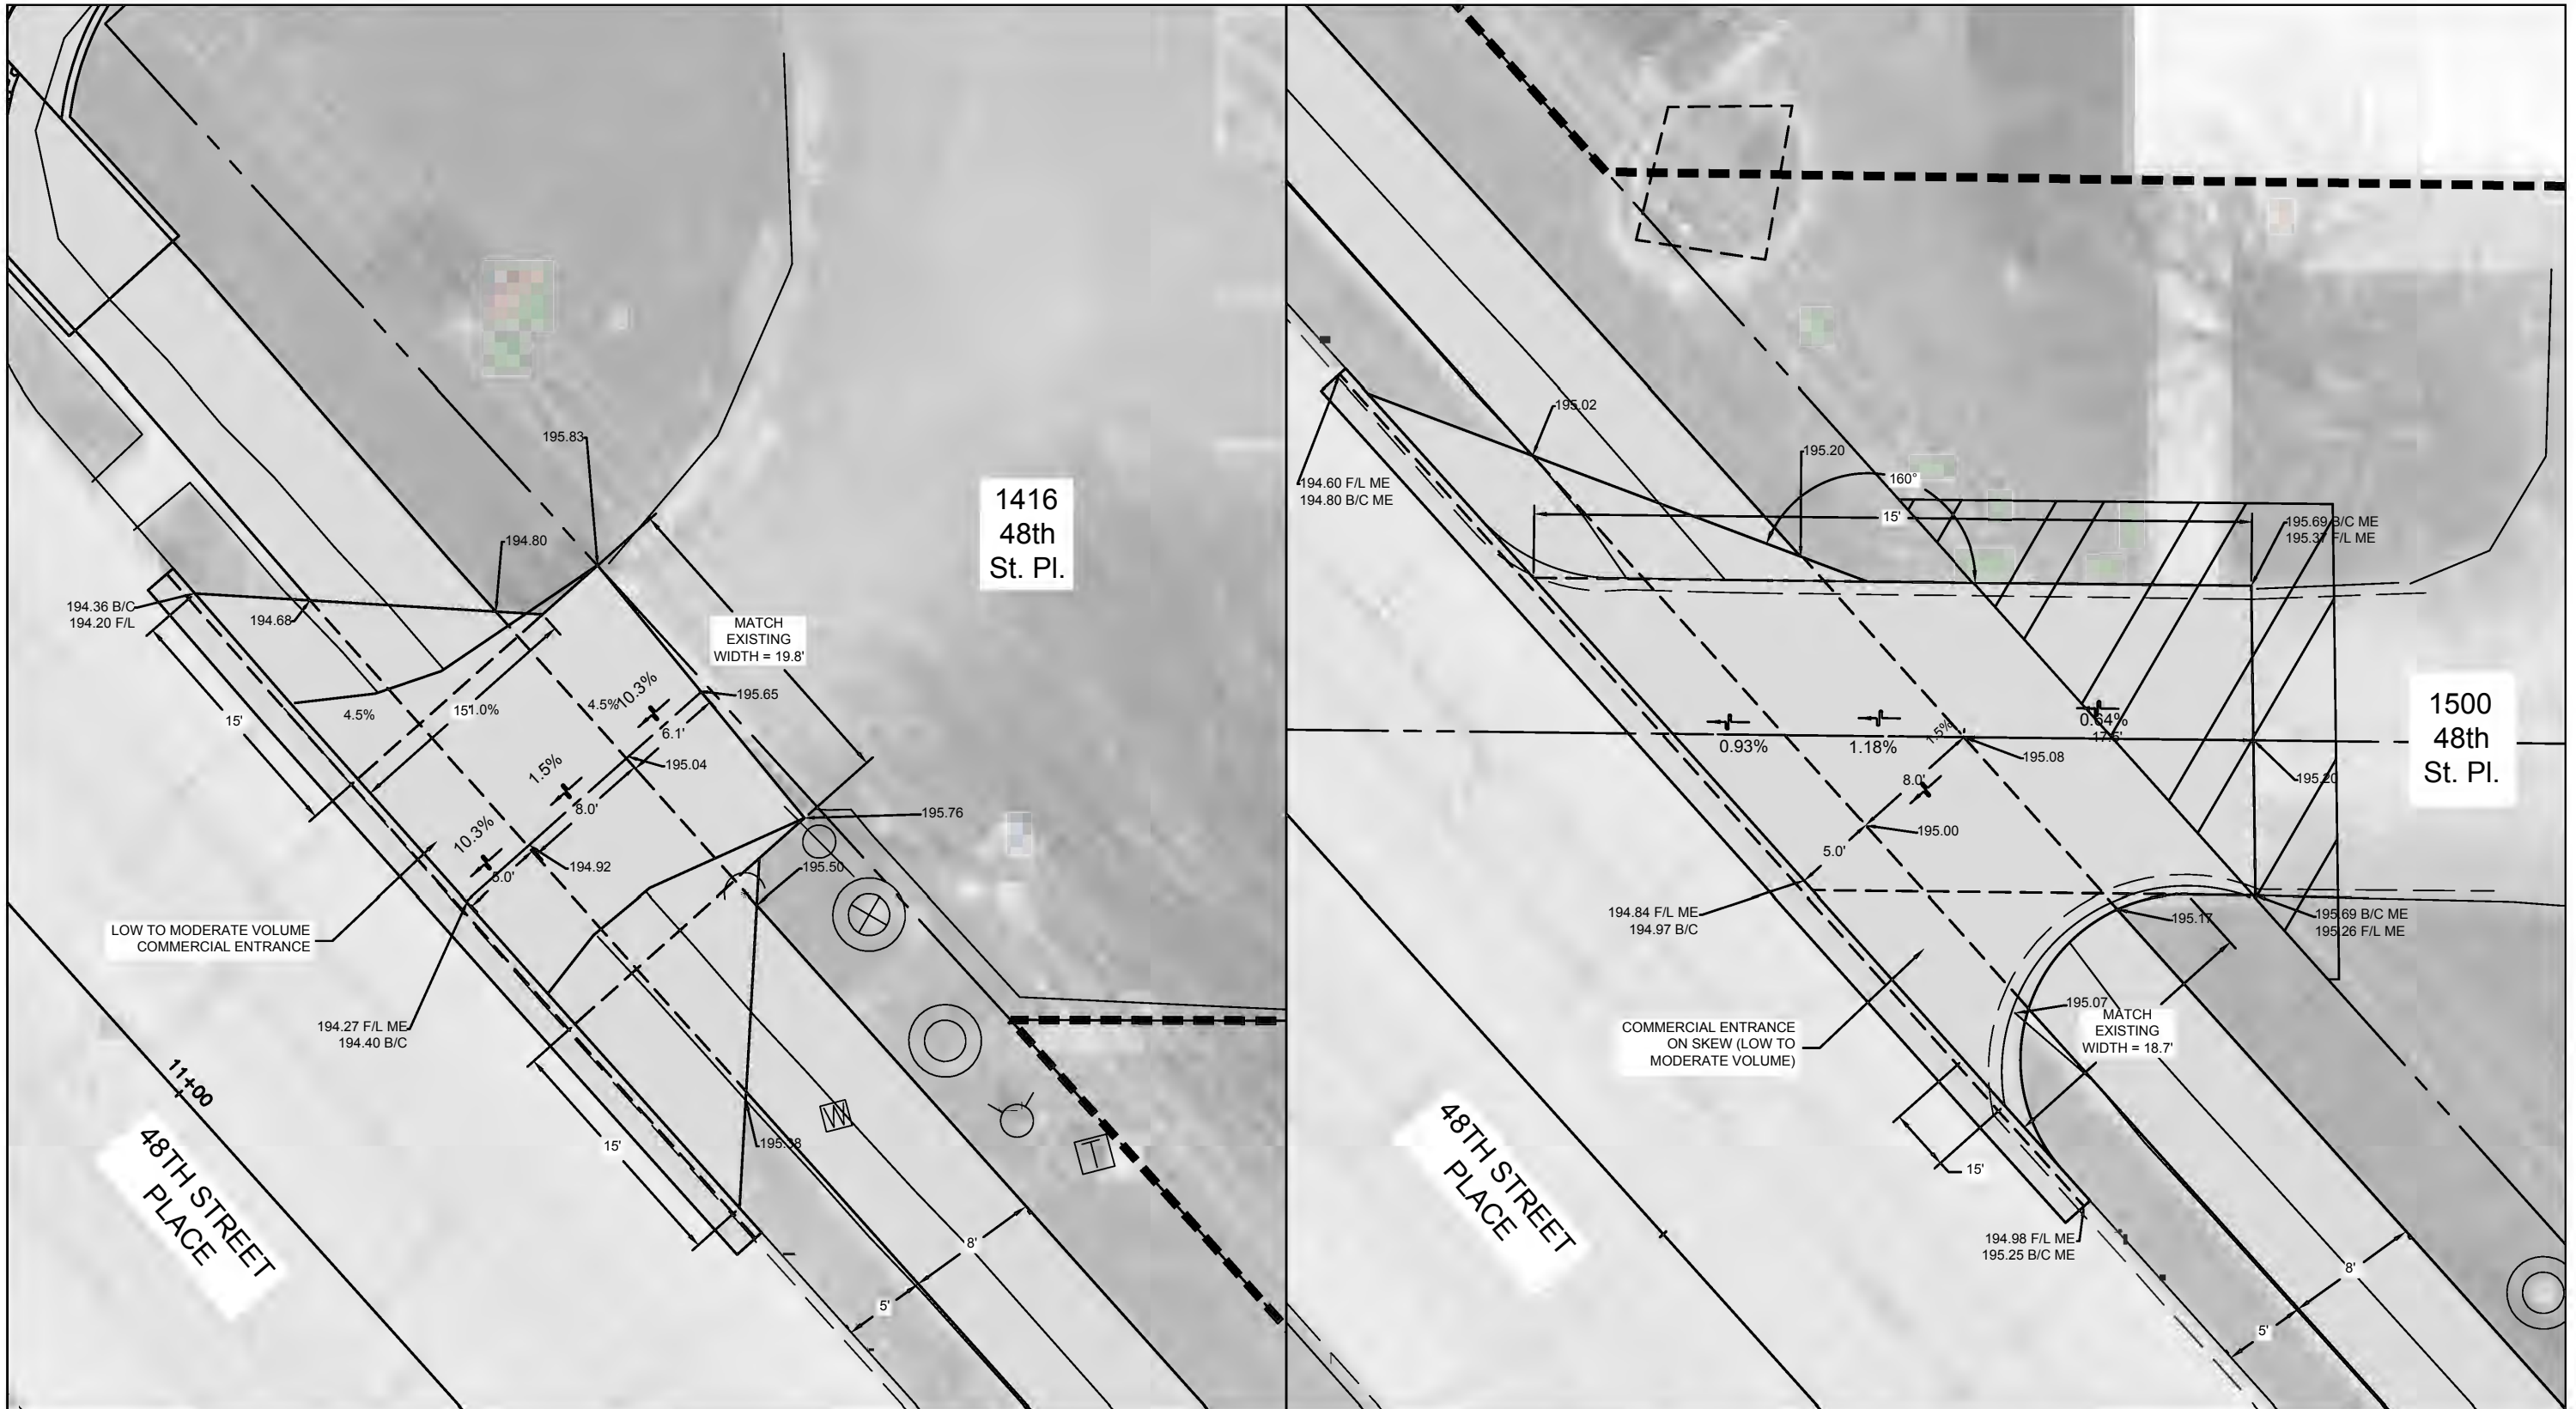 195.83
194.80
194.36 B/C
194.20 F/L
194.68
1416
48th
St. Pl.
MATCH
EXISTING
WIDTH = 19.8'
195.65
15'
4.5%
15'
1.0%
4.5%
10.3%
6.1'
195.04
1.5%
8.0'
10.3%
5.0'
194.92
195.76
195.50
LOW TO MODERATE VOLUME
COMMERCIAL ENTRANCE
194.27 F/L ME
194.40 B/C
11+00
48TH STREET
PLACE
15'
195.38
W
T
8'
5'
195.02
195.20
194.60 F/L ME
194.80 B/C ME
160°
15'
195.69 B/C ME
195.37 F/L ME
1500
48th
St. Pl.
0.93%
1.18%
1.5%
0.64%
195.08
195.20
8.0'
195.00
5.0'
194.84 F/L ME
194.97 B/C
195.17
195.69 B/C ME
195.26 F/L ME
195.07
MATCH
EXISTING
WIDTH = 18.7'
COMMERCIAL ENTRANCE
ON SKEW (LOW TO
MODERATE VOLUME)
48TH STREET
PLACE
15'
194.98 F/L ME
195.25 B/C ME
8'
5'